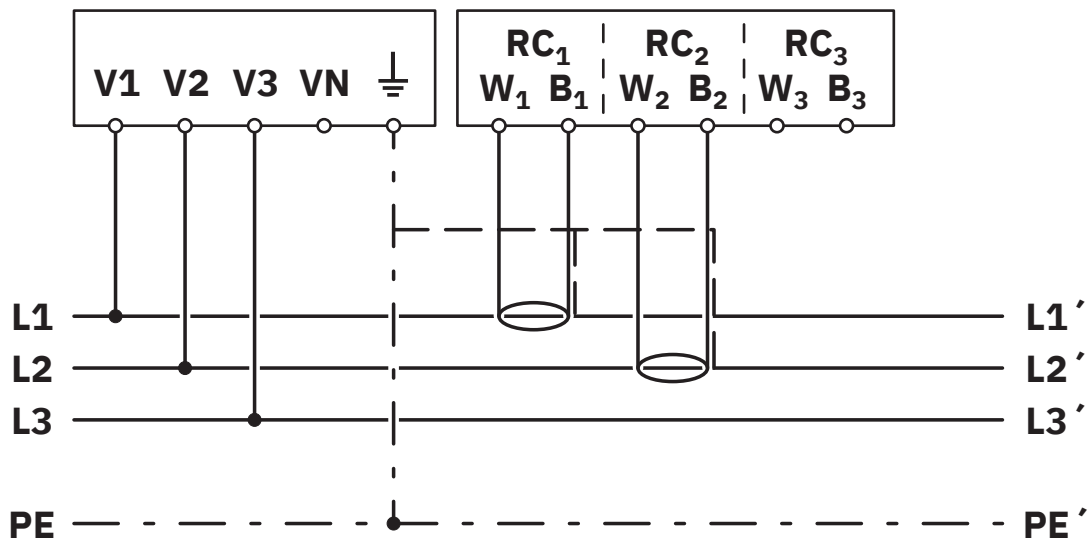 RC₁ RC₂ RC₃
V1 V2 V3 VN W₁ B₁ W₂ B₂ W₃ B₃
L1 L1´
L2 L2´
L3 L3´
PE PE´